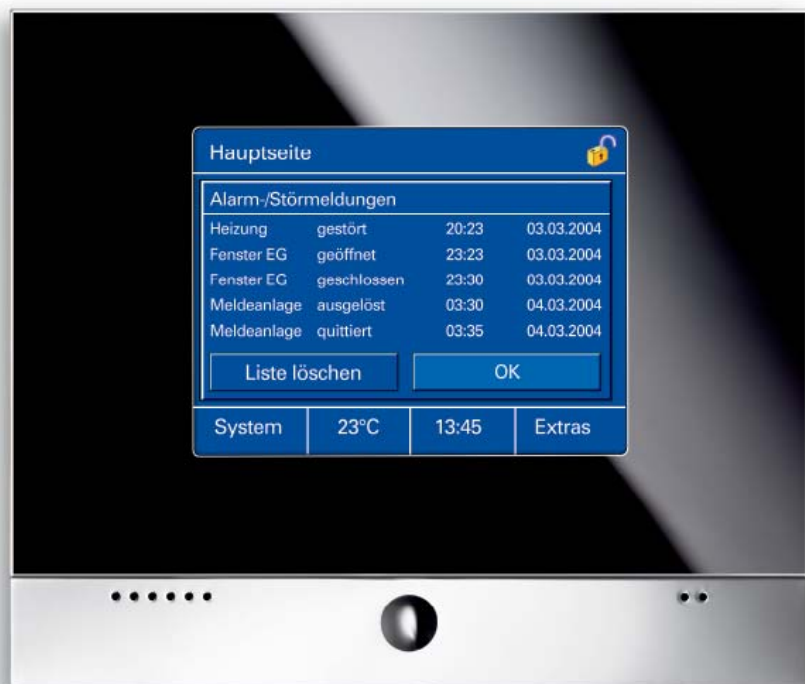 Hauptseite
Alarm-/Störmeldungen
Heizung gestört 20:23 03.03.2004
Fenster EG geöffnet 23:23 03.03.2004
Fenster EG geschlossen 23:30 03.03.2004
Meldeanlage ausgelöst 03:30 04.03.2004
Meldeanlage quittiert 03:35 04.03.2004
Liste löschen OK
System 23°C 13:45 Extras